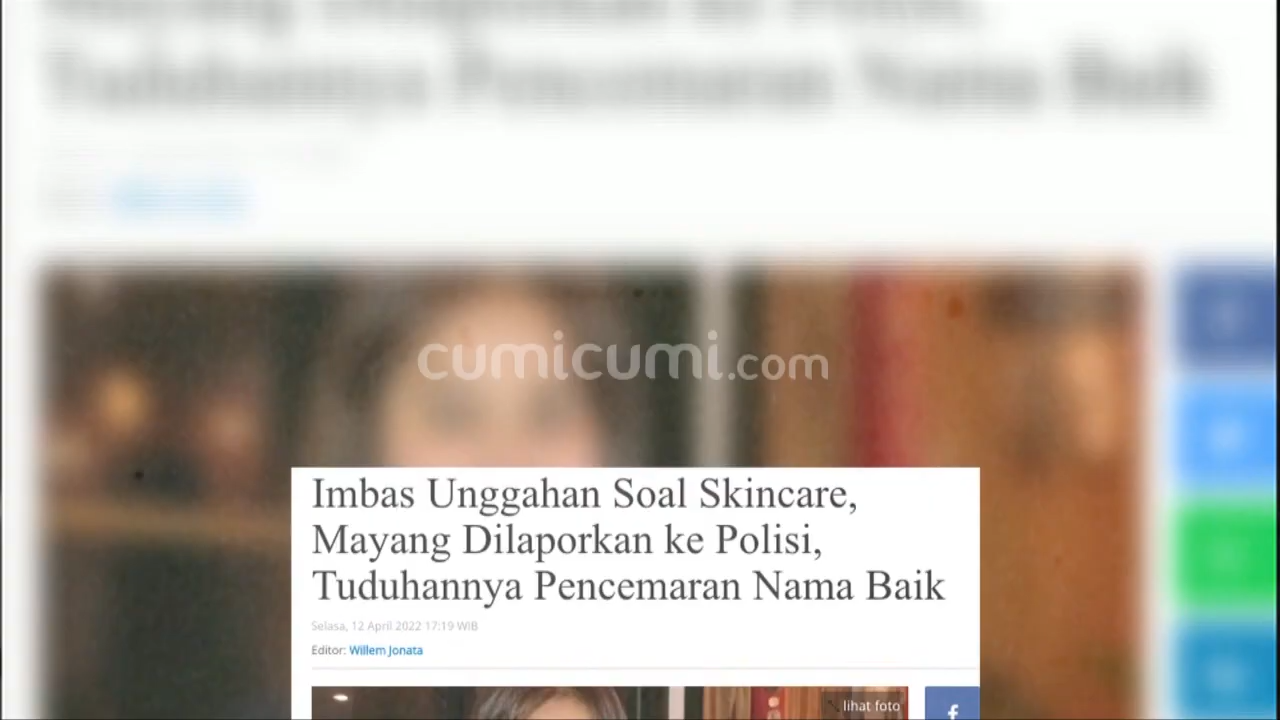 cumicumi.com
Imbas Unggahan Soal Skincare,
Mayang Dilaporkan ke Polisi,
Tuduhannya Pencemaran Nama Baik
Selasa, 12 April 2022 17:19 WIB
Editor: Willem Jonata
lihat foto